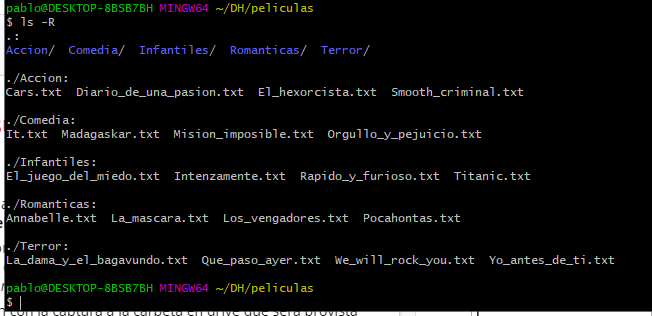 pablo@DESKTOP-8BSB7BH MINGW64 ~/DH/peliculas
$ ls -R
.:
Accion/  Comedia/  Infantiles/  Romanticas/  Terror/

./Accion:
Cars.txt  Diario_de_una_pasion.txt  El_hexorcista.txt  Smooth_criminal.txt

./Comedia:
It.txt  Madagaskar.txt  Mision_imposible.txt  Orgullo_y_pejuicio.txt

./Infantiles:
El_juego_del_miedo.txt  Intenzamente.txt  Rapido_y_furioso.txt  Titanic.txt

./Romanticas:
Annabelle.txt  La_mascara.txt  Los_vengadores.txt  Pocahontas.txt

./Terror:
La_dama_y_el_bagavundo.txt  Que_paso_ayer.txt  We_will_rock_you.txt  Yo_antes_de_ti.txt

pablo@DESKTOP-8BSB7BH MINGW64 ~/DH/peliculas
$
con la captura a la carpeta en drive que será provista